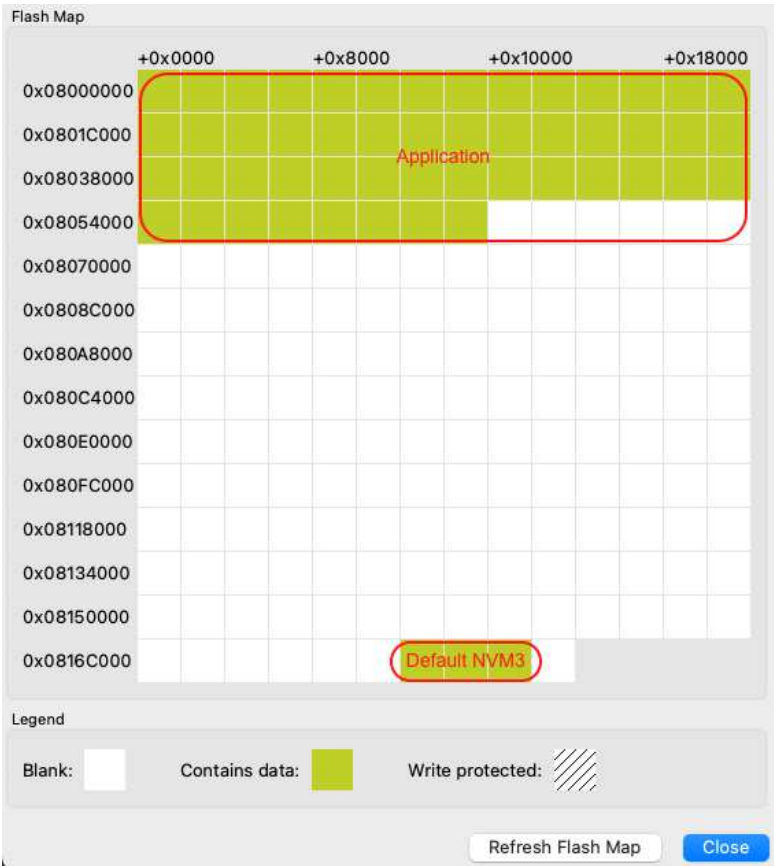 Flash Map
+0x0000 +0x8000 +0x10000 +0x18000
0x08000000
0x0801C000
Application
0x08038000
0x08054000
0x08070000
0x0808C000
0x080A8000
0x080C4000
0x080E0000
0x080FC000
0x08118000
0x08134000
0x08150000
0x0816C000 Default NVM3
Legend
Blank: Contains data: Write protected:
Refresh Flash Map Close